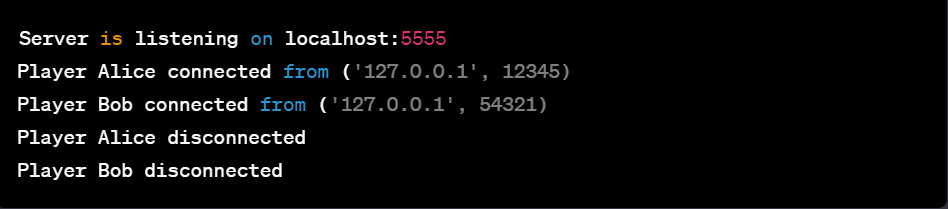 Server is listening on localhost:5555
Player Alice connected from ('127.0.0.1', 12345)
Player Bob connected from ('127.0.0.1', 54321)
Player Alice disconnected
Player Bob disconnected